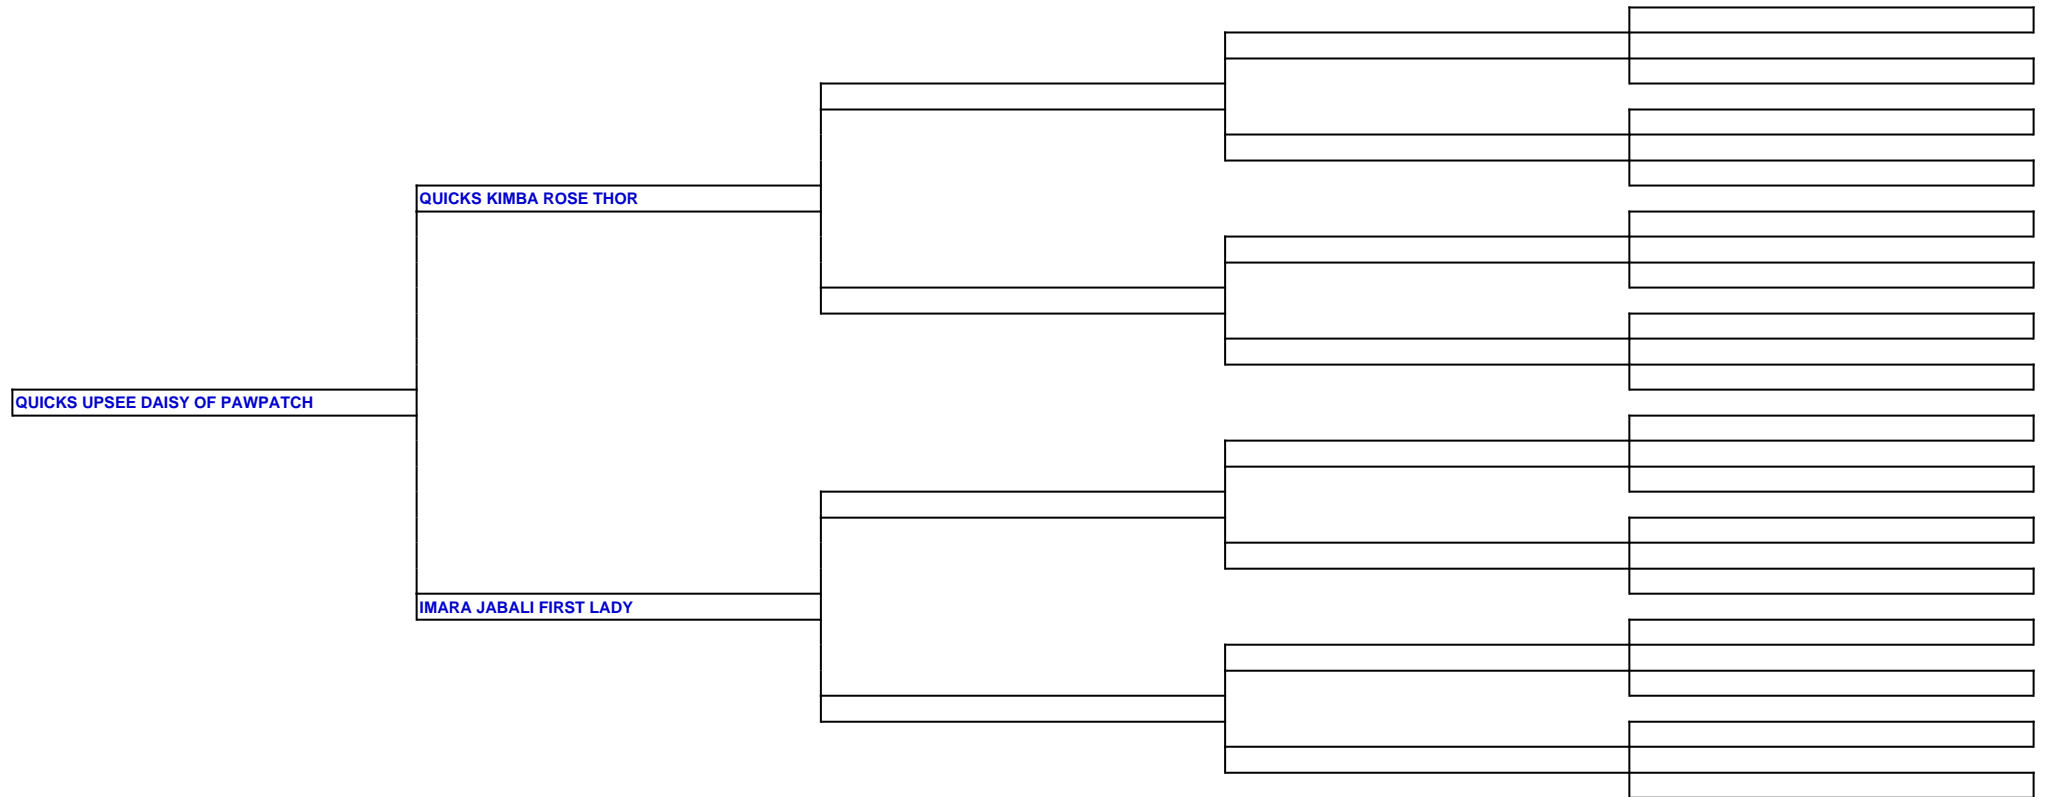 QUICKS KIMBA ROSE THOR
QUICKS UPSEE DAISY OF PAWPATCH
IMARA JABALI FIRST LADY